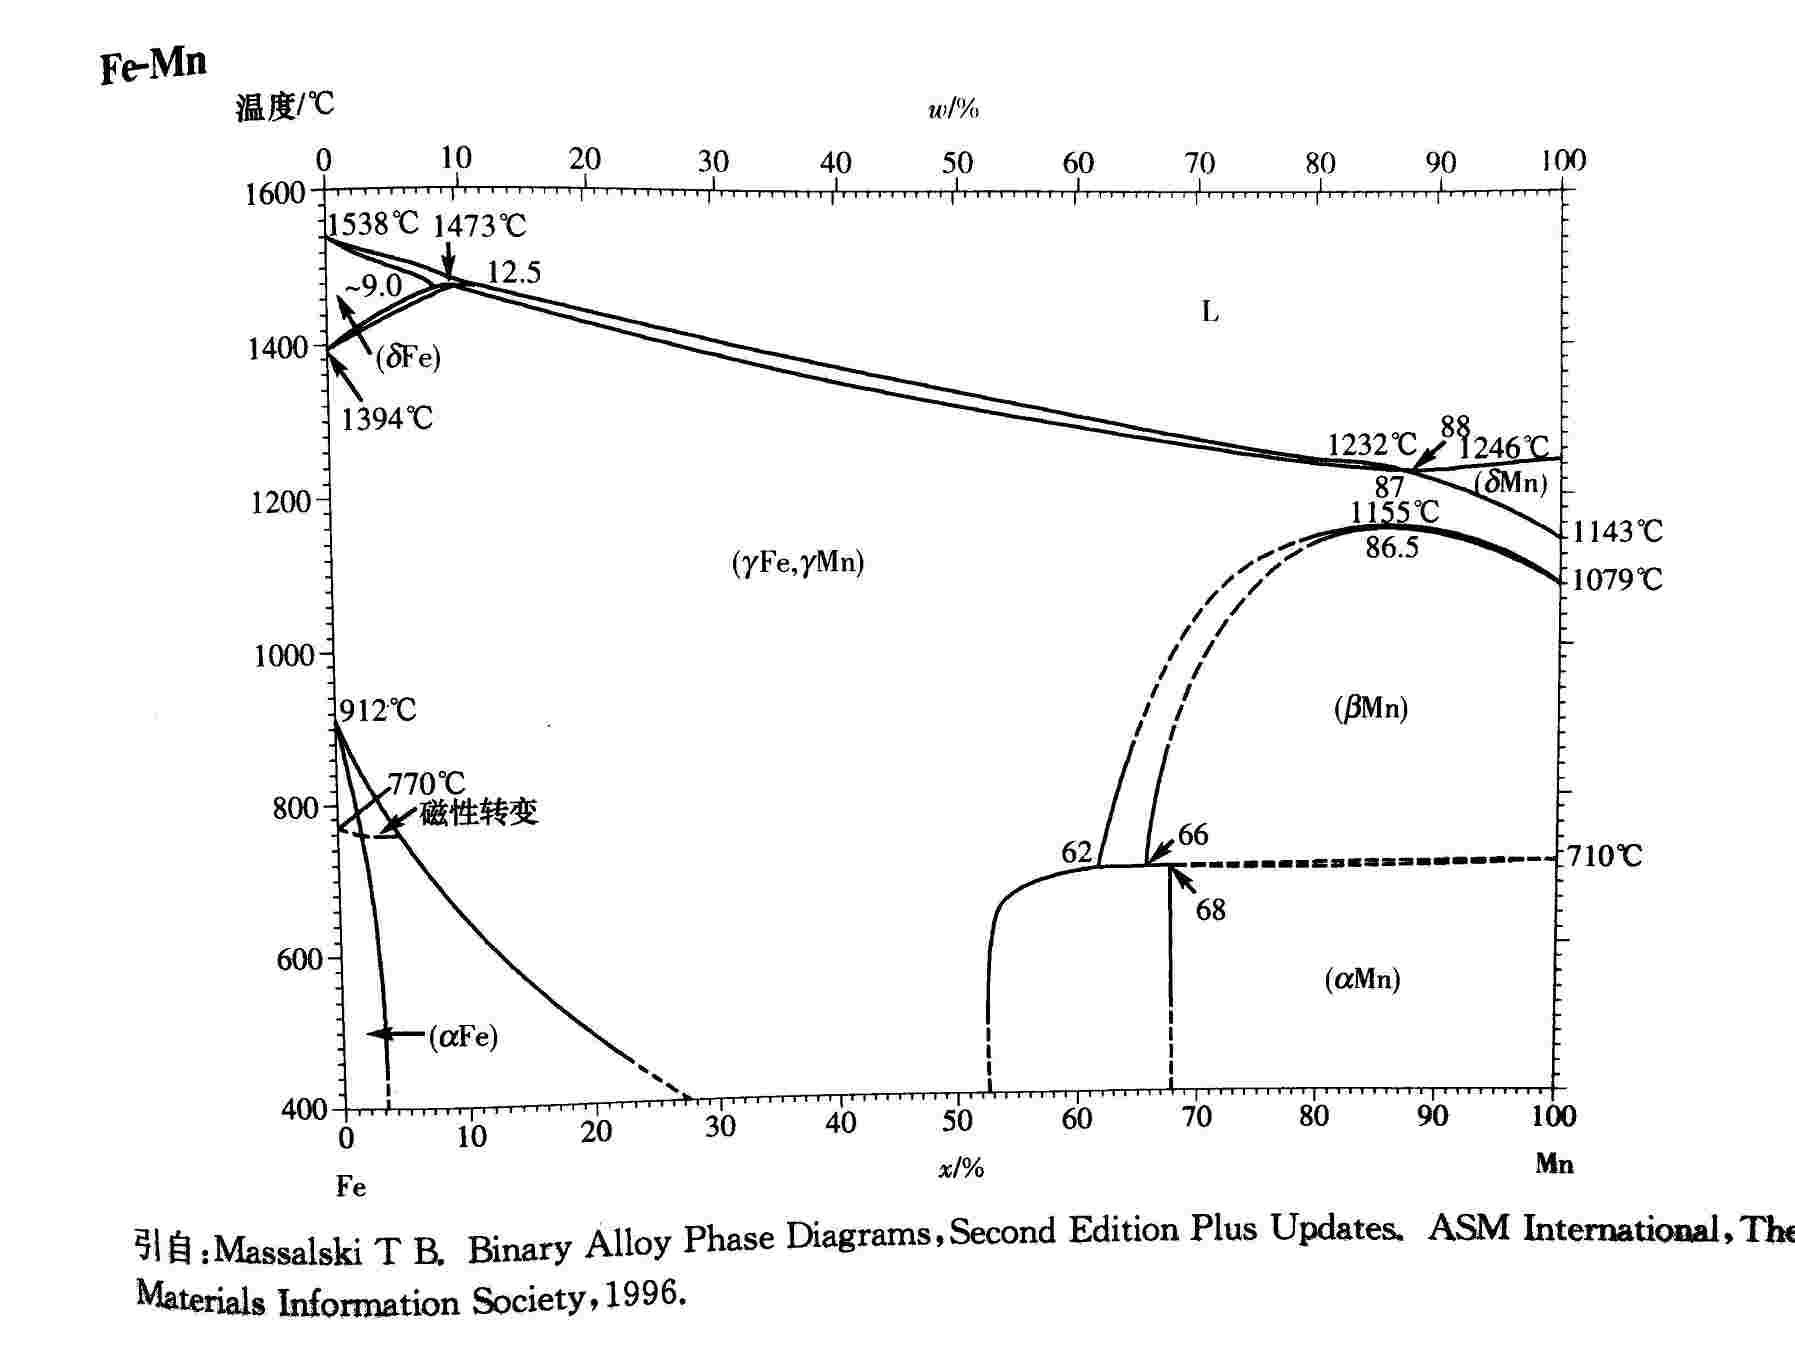 Fe-Mn
温度/℃
w/%
0 10 20 30 40 50 60 70 80 90 100
1600
1538℃ 1473℃
12.5
~9.0
L
1400
(δFe)
1394℃
88
1232℃ 1246℃
87 (δMn)
1200
1155℃
1143℃
86.5
(γFe,γMn)
1079℃
1000
912℃
(βMn)
770℃
800
磁性转变
66
62
710℃
68
600
(αMn)
(αFe)
400
0 10 20 30 40 50 60 70 80 90 100
x/%
Fe
Mn
引自:Massalski T B. Binary Alloy Phase Diagrams,Second Edition Plus Updates. ASM International,The
Materials Information Society,1996.